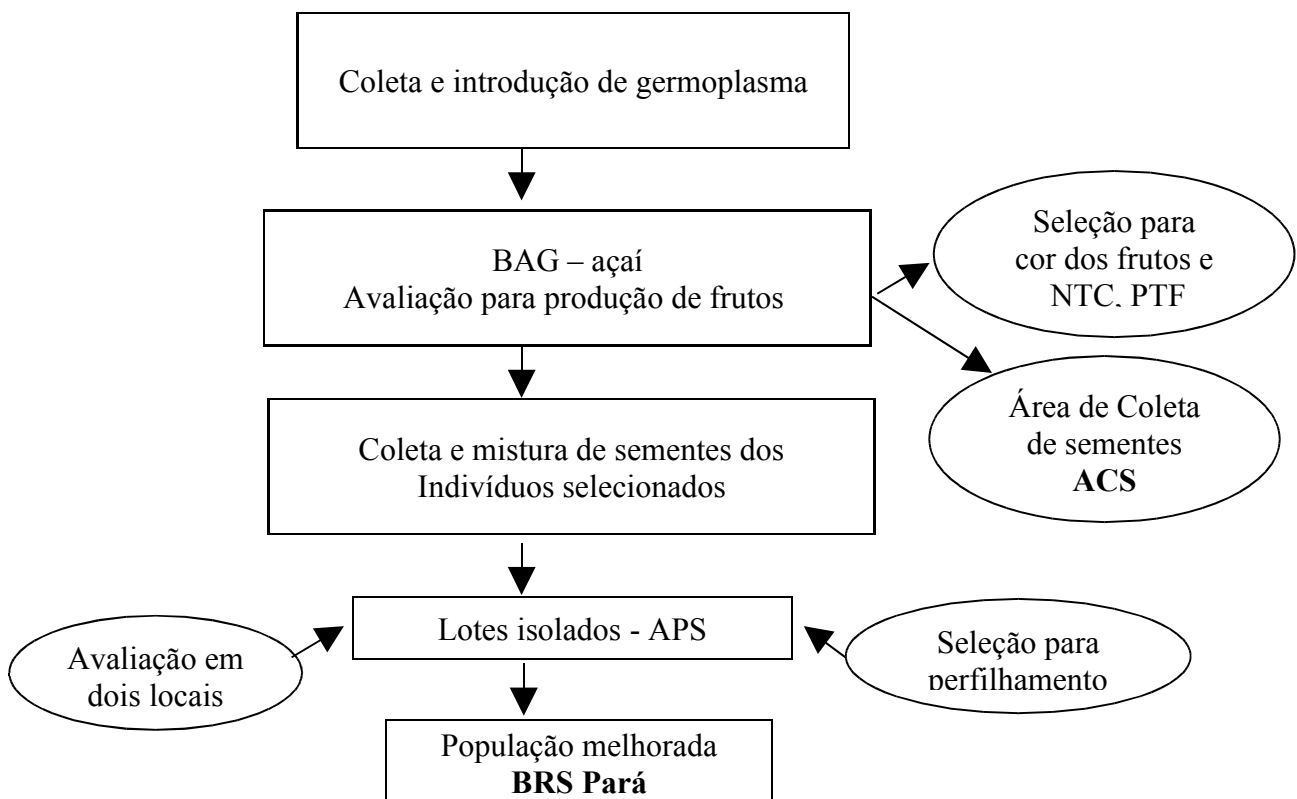 Coleta e introdução de germoplasma
BAG – açaí
Avaliação para produção de frutos
Seleção para
cor dos frutos e
NTC, PTF
Área de Coleta
de sementes
ACS
Coleta e mistura de sementes dos
Indivíduos selecionados
Lotes isolados - APS
Avaliação em
dois locais
Seleção para
perfilhamento
População melhorada
BRS Pará